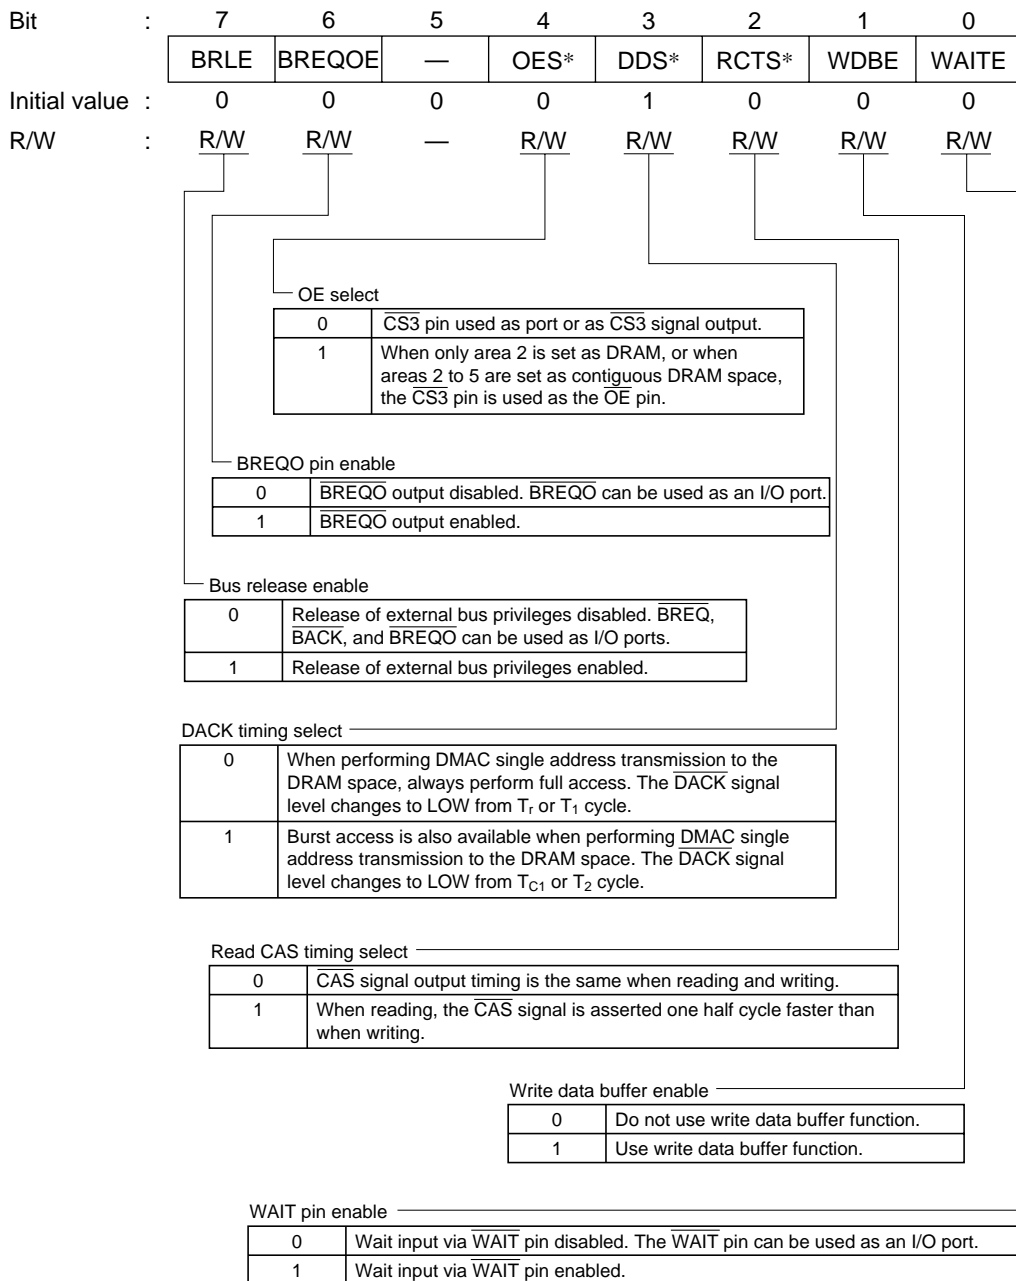 Bit : 7 6 5 4 3 2 1 0
BRLE BREQOE — OES* DDS* RCTS* WDBE WAITE
Initial value : 0 0 0 0 1 0 0 0
R/W : R/W R/W — R/W R/W R/W R/W R/W
OE select
0 CS3 pin used as port or as CS3 signal output.
1 When only area 2 is set as DRAM, or when
areas 2 to 5 are set as contiguous DRAM space,
the CS3 pin is used as the OE pin.
BREQO pin enable
0 BREQO output disabled. BREQO can be used as an I/O port.
1 BREQO output enabled.
Bus release enable
0 Release of external bus privileges disabled. BREQ,
BACK, and BREQO can be used as I/O ports.
1 Release of external bus privileges enabled.
DACK timing select
0 When performing DMAC single address transmission to the
DRAM space, always perform full access. The DACK signal
level changes to LOW from Tr or T1 cycle.
1 Burst access is also available when performing DMAC single
address transmission to the DRAM space. The DACK signal
level changes to LOW from TC1 or T2 cycle.
Read CAS timing select
0 CAS signal output timing is the same when reading and writing.
1 When reading, the CAS signal is asserted one half cycle faster than
when writing.
Write data buffer enable
0 Do not use write data buffer function.
1 Use write data buffer function.
WAIT pin enable
0 Wait input via WAIT pin disabled. The WAIT pin can be used as an I/O port.
1 Wait input via WAIT pin enabled.